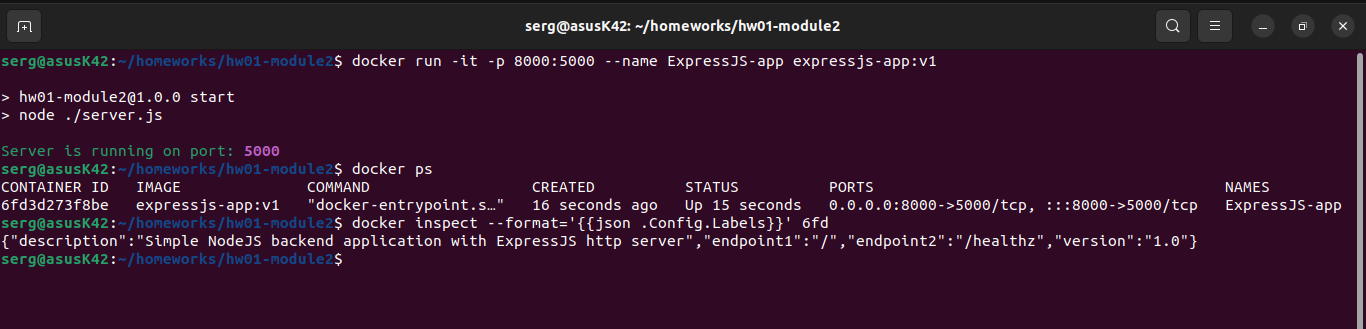 serg@asusK42: ~/homeworks/hw01-module2
serg@asusK42:~/homeworks/hw01-module2$ docker run -it -p 8000:5000 --name ExpressJS-app expressjs-app:v1
> hw01-module2@1.0.0 start
> node ./server.js
Server is running on port: 5000
serg@asusK42:~/homeworks/hw01-module2$ docker ps
CONTAINER ID   IMAGE              COMMAND                  CREATED          STATUS          PORTS                                       NAMES
6fd3d273f8be   expressjs-app:v1   "docker-entrypoint.s…"   16 seconds ago   Up 15 seconds   0.0.0.0:8000->5000/tcp, :::8000->5000/tcp   ExpressJS-app
serg@asusK42:~/homeworks/hw01-module2$ docker inspect --format='{{json .Config.Labels}}' 6fd
{"description":"Simple NodeJS backend application with ExpressJS http server","endpoint1":"/","endpoint2":"/healthz","version":"1.0"}
serg@asusK42:~/homeworks/hw01-module2$